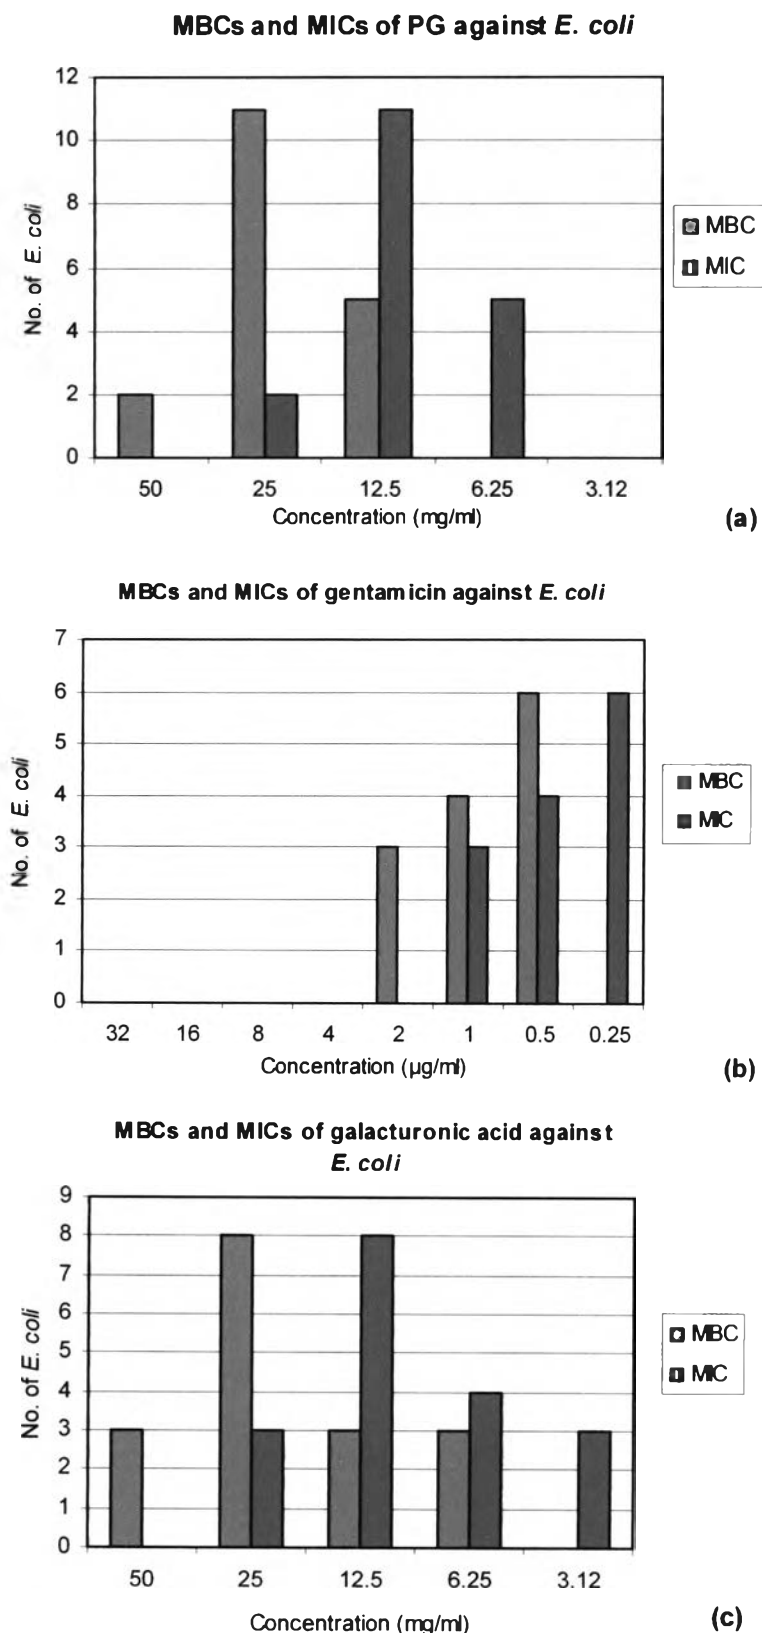 MBCs and MICs of PG against E. coli
12
10
8
6
4
2
0
No. of E. coli
50 25 12.5 6.25 3.12
Concentration (mg/ml)
MBC
MIC
(a)
MBCs and MICs of gentamicin against E. coli
7
6
5
4
3
2
1
0
No. of E. coli
32 16 8 4 2 1 0.5 0.25
Concentration (µg/ml)
MBC
MIC
(b)
MBCs and MICs of galacturonic acid against
E. coli
9
8
7
6
5
4
3
2
1
0
No. of E. coli
50 25 12.5 6.25 3.12
Concentration (mg/ml)
MBC
MIC
(c)